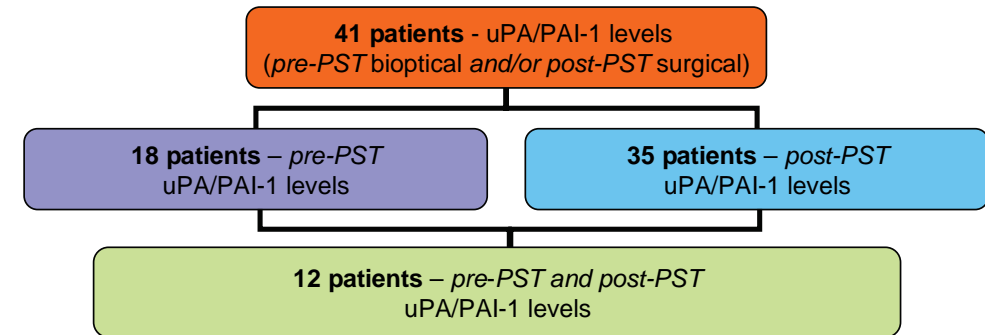 41 patients - uPA/PAI-1 levels
(pre-PST bioptical and/or post-PST surgical)
18 patients – pre-PST
uPA/PAI-1 levels
35 patients – post-PST
uPA/PAI-1 levels
12 patients – pre-PST and post-PST
uPA/PAI-1 levels